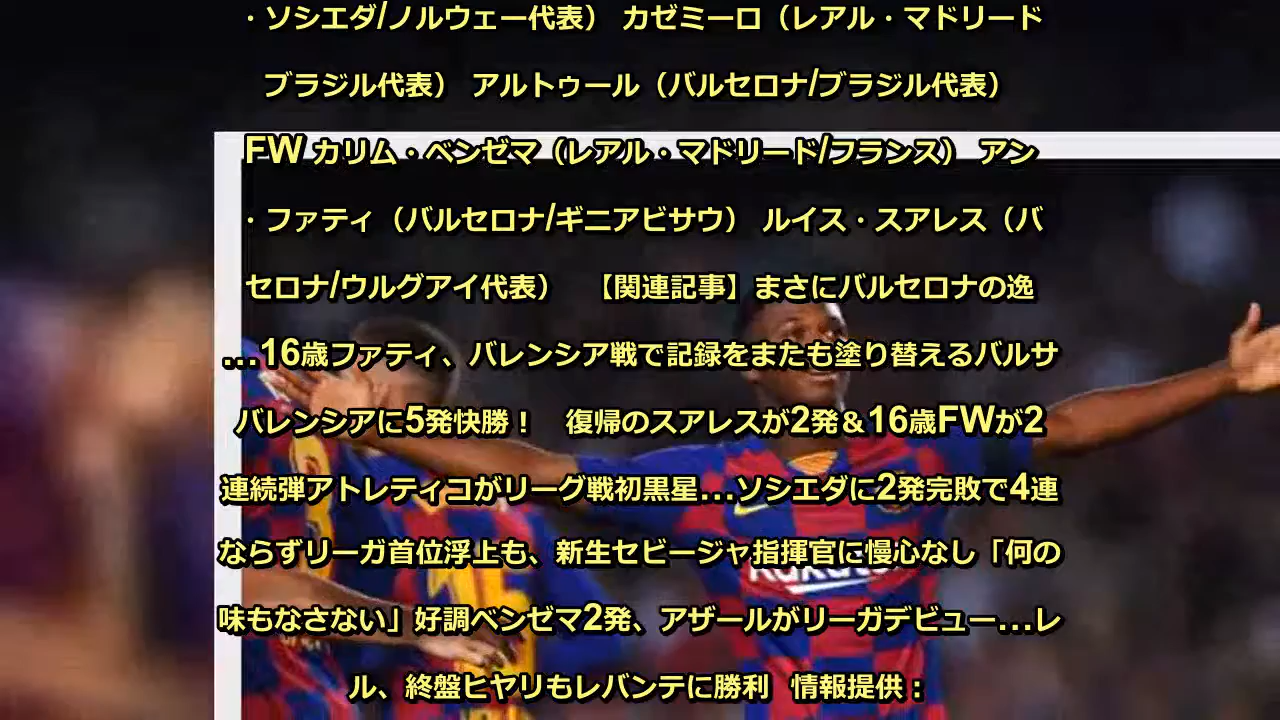 ・ソシエダ/ノルウェー代表） カゼミーロ（レアル・マドリード
ブラジル代表） アルトゥール（バルセロナ/ブラジル代表）
FW カリム・ベンゼマ（レアル・マドリード/フランス） アン
・ファティ（バルセロナ/ギニアビサウ） ルイス・スアレス（バ
セロナ/ウルグアイ代表） 【関連記事】まさにバルセロナの逸
…16歳ファティ、バレンシア戦で記録をまたも塗り替えるバルサ
バレンシアに5発快勝！ 復帰のスアレスが2発＆16歳FWが2
連続弾アトレティコがリーグ戦初黒星…ソシエダに2発完敗で4連
ならずリーガ首位浮上も、新生セビージャ指揮官に慢心なし「何の
味もなさない」好調ベンゼマ2発、アザールがリーガデビュー…レ
ル、終盤ヒヤリもレバンテに勝利 情報提供：